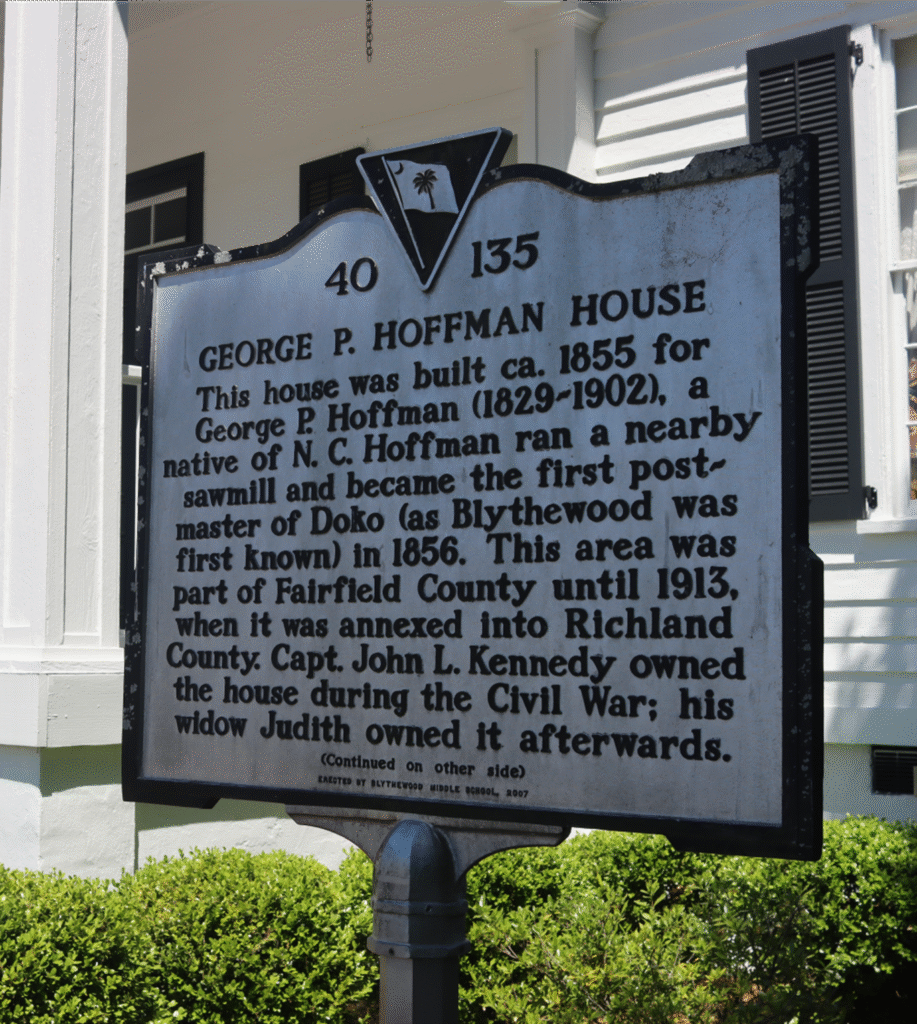 40 135
GEORGE P. HOFFMAN HOUSE
This house was built ca. 1855 for
George P. Hoffman (1829-1902), a
native of N. C. Hoffman ran a nearby
sawmill and became the first post-
master of Doko (as Blythewood was
first known) in 1856. This area was
part of Fairfield County until 1913,
when it was annexed into Richland
County. Capt. John L. Kennedy owned
the house during the Civil War; his
widow Judith owned it afterwards.
(Continued on other side)
ERECTED BY BLYTHEWOOD MIDDLE SCHOOL, 2007